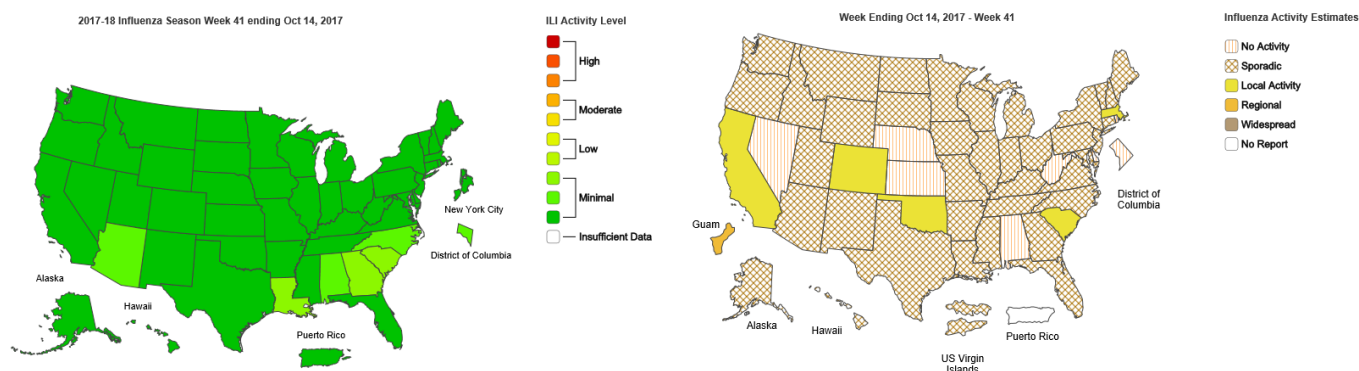 2017-18 Influenza Season Week 41 ending Oct 14, 2017
ILI Activity Level
High
Moderate
Low
Minimal
Insufficient Data
New York City
District of Columbia
Alaska
Hawaii
Puerto Rico
Week Ending Oct 14, 2017 - Week 41
Influenza Activity Estimates
No Activity
Sporadic
Local Activity
Regional
Widespread
No Report
District of
Columbia
Guam
Alaska
Hawaii
US Virgin
Islands
Puerto Rico